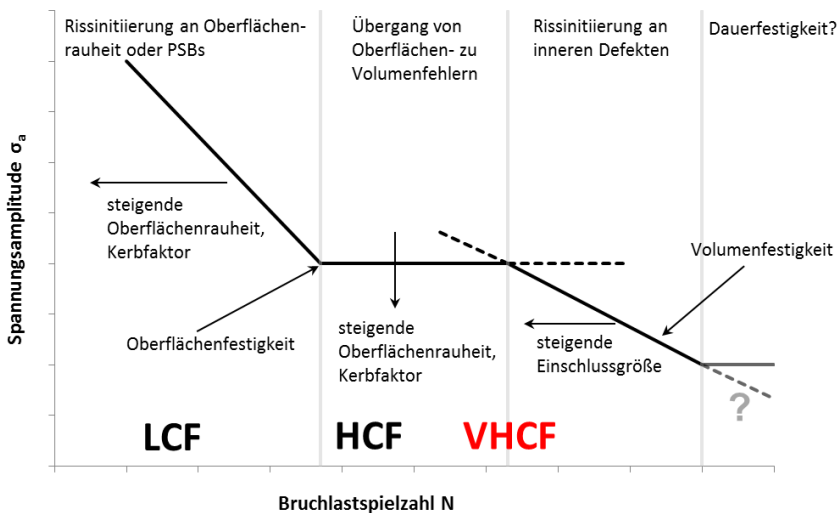 Rissinitiierung an Oberflächen-
rauheit oder PSBs
Übergang von
Oberflächen- zu
Volumenfehlern
Rissinitiierung an
inneren Defekten
Dauerfestigkeit?
Spannungsamplitude σa
steigende
Oberflächenrauheit,
Kerbfaktor
Oberflächenfestigkeit
steigende
Oberflächenrauheit,
Kerbfaktor
Volumenfestigkeit
steigende
Einschlussgröße
?
LCF
HCF
VHCF
Bruchlastspielzahl N